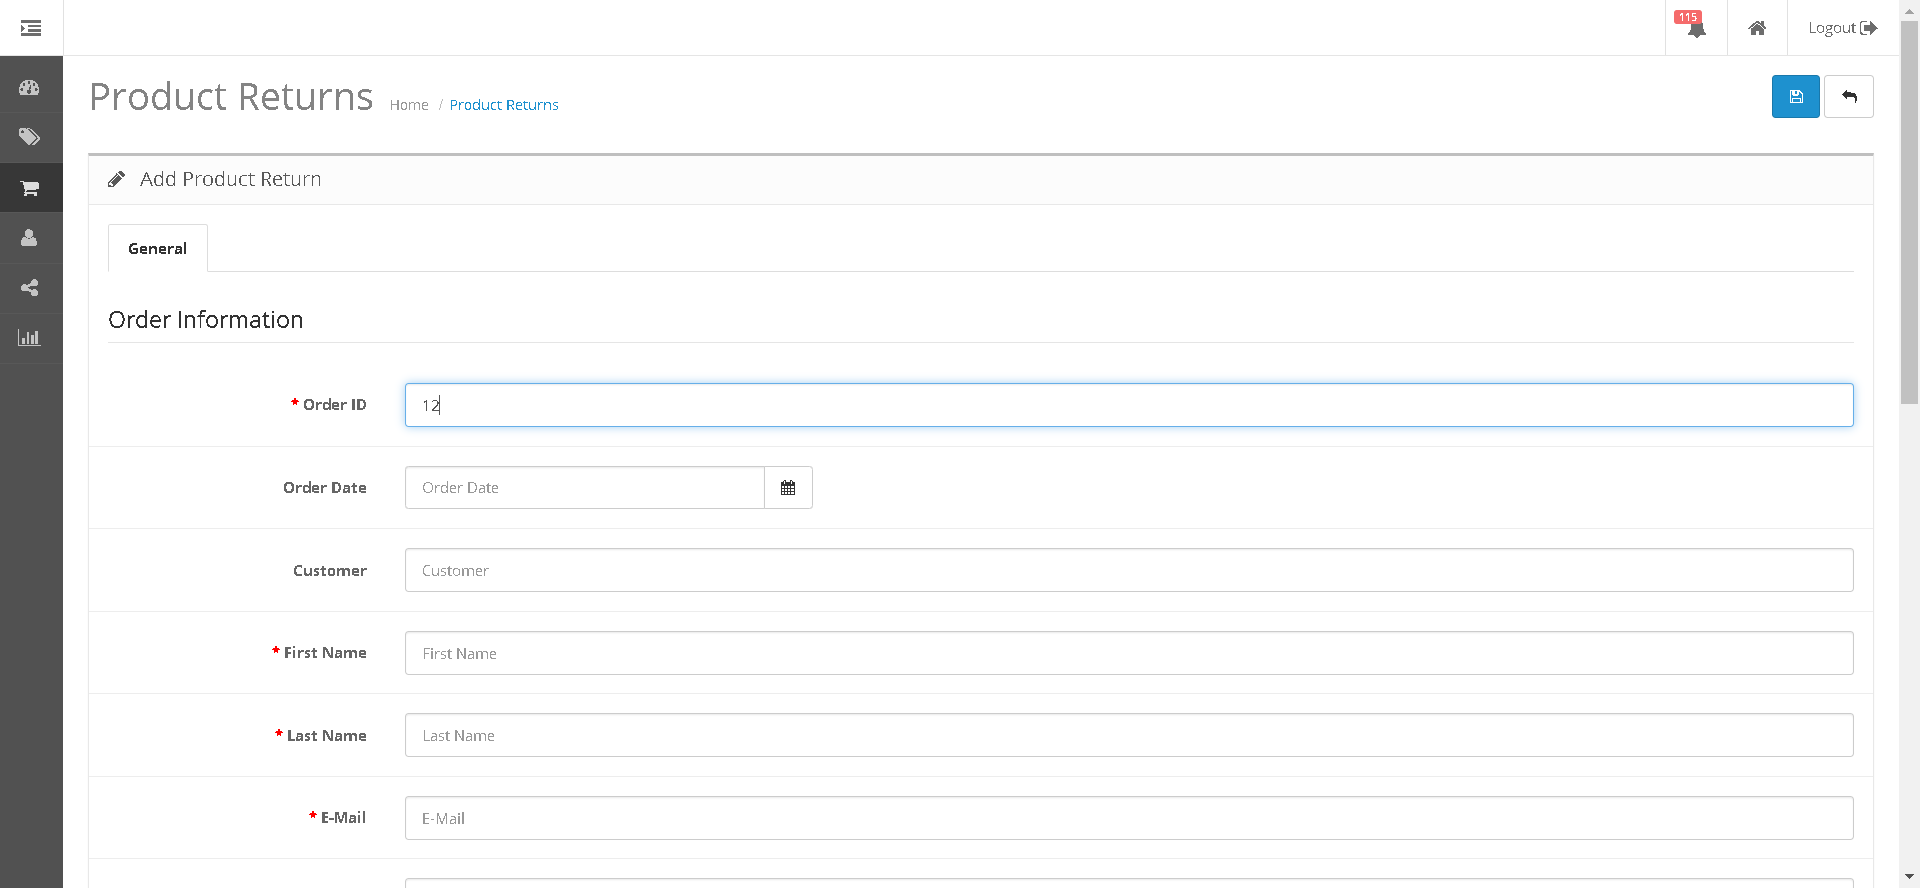 115
Logout
Product Returns
Home / Product Returns
Add Product Return
General
Order Information
* Order ID
12
Order Date
Order Date
Customer
Customer
* First Name
First Name
* Last Name
Last Name
* E-Mail
E-Mail